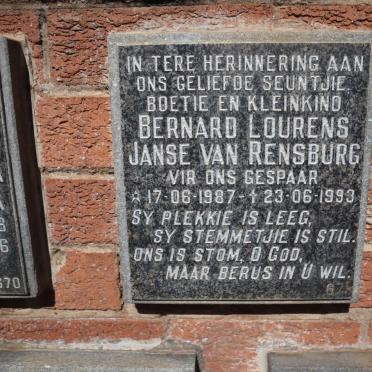 IN TERE HERINNERING AAN
ONS GELIEFDE SEUNTJIE,
BOETIE EN KLEINKIND
BERNARD LOURENS
JANSE VAN RENSBURG
VIR ONS GESPAAR
* 17-06-1987 - ✝ 23-06-1993
SY PLEKKIE IS LEEG,
SY STEMMETJIE IS STIL.
ONS IS STOM, O GOD,
MAAR BERUS IN U WIL.